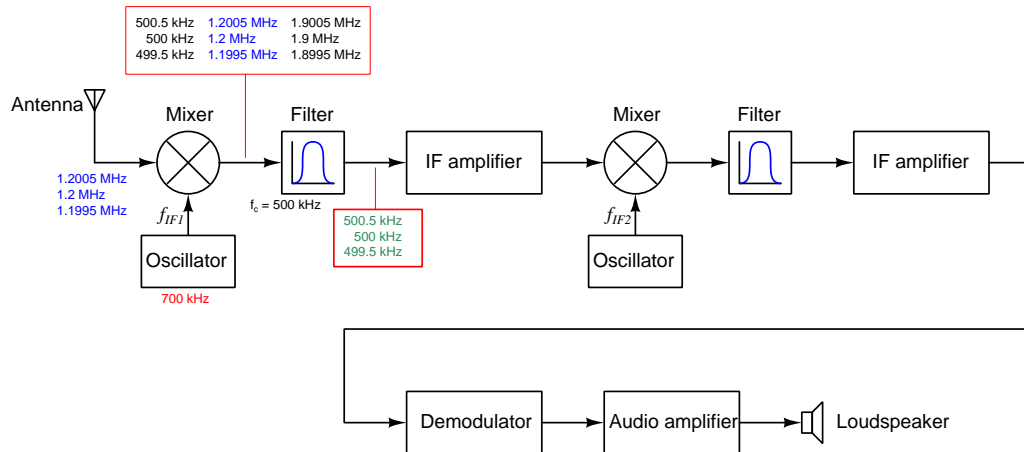 500.5 kHz 1.2005 MHz 1.9005 MHz
500 kHz 1.2 MHz 1.9 MHz
499.5 kHz 1.1995 MHz 1.8995 MHz
Antenna
Mixer
Filter
Mixer
Filter
IF amplifier
IF amplifier
1.2005 MHz
1.2 MHz
1.1995 MHz
f_c = 500 kHz
f_IF1
500.5 kHz
500 kHz
499.5 kHz
f_IF2
Oscillator
Oscillator
700 kHz
Demodulator
Audio amplifier
Loudspeaker